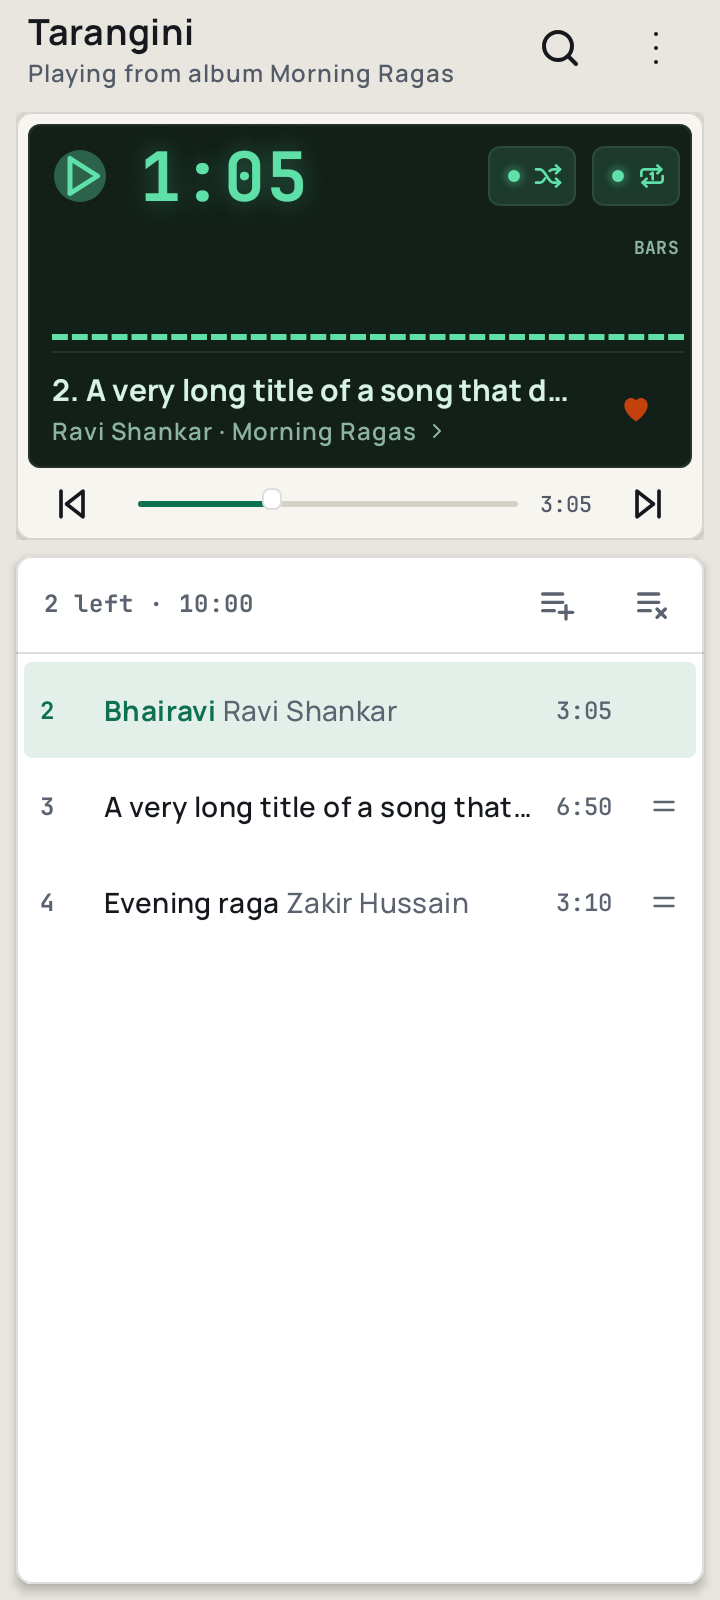 Tarangini
Playing from album Morning Ragas
1:05
BARS
2. A very long title of a song that d…
Ravi Shankar · Morning Ragas
3:05
2 left · 10:00
2 Bhairavi Ravi Shankar 3:05
3 A very long title of a song that… 6:50
4 Evening raga Zakir Hussain 3:10